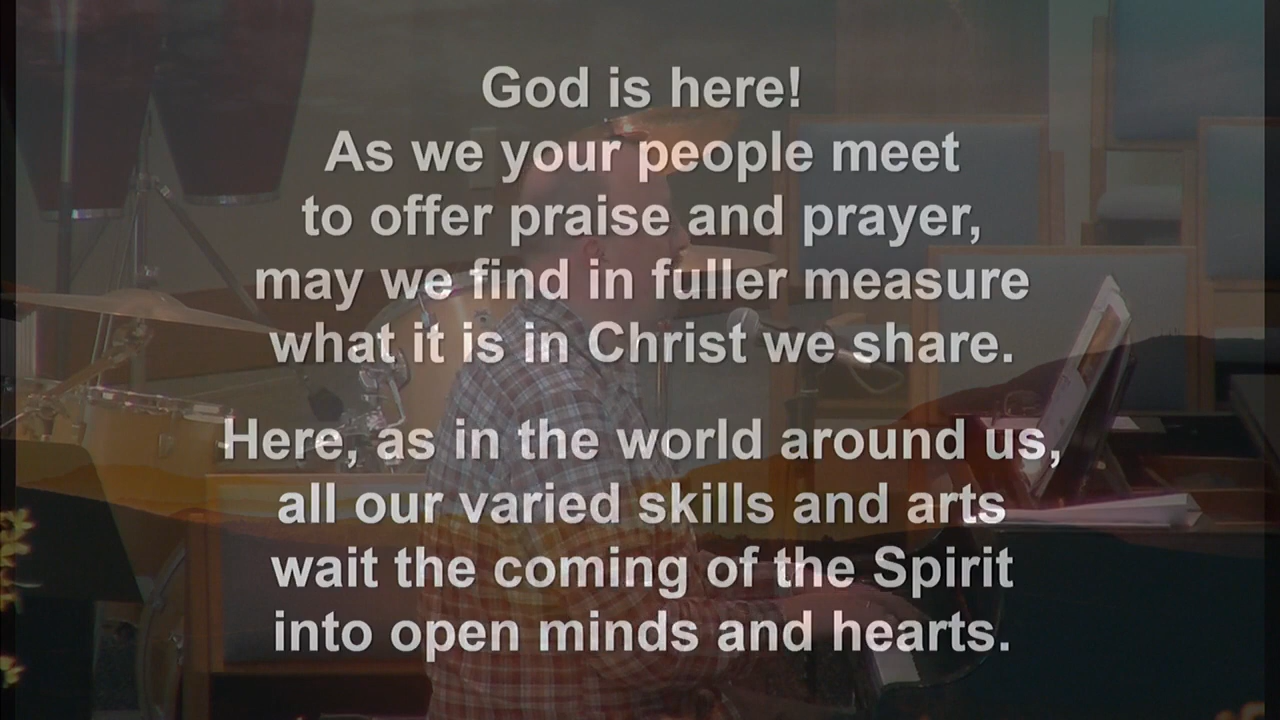 God is here!
As we your people meet
to offer praise and prayer,
may we find in fuller measure
what it is in Christ we share.
Here, as in the world around us,
all our varied skills and arts
wait the coming of the Spirit
into open minds and hearts.